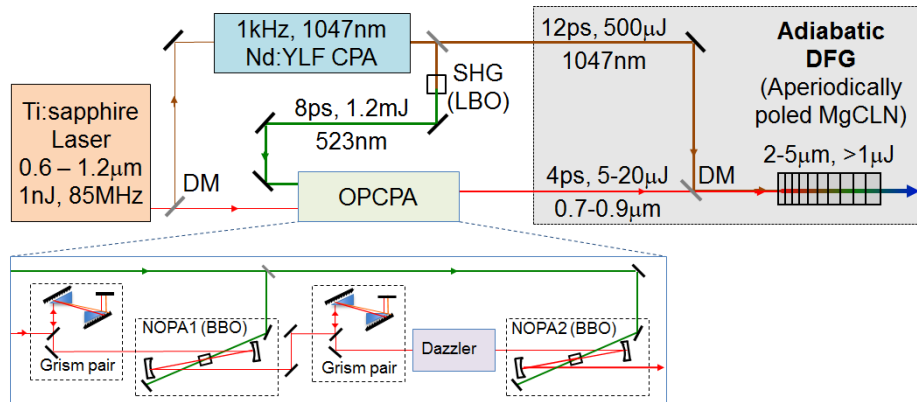 Ti:sapphire
Laser
0.6 – 1.2μm
1nJ, 85MHz
DM
1kHz, 1047nm
Nd:YLF CPA
SHG
(LBO)
8ps, 1.2mJ
523nm
OPCPA
12ps, 500μJ
1047nm
4ps, 5-20μJ
0.7-0.9μm
DM
Adiabatic
DFG
(Aperiodically
poled MgCLN)
2-5μm, >1μJ
Grism pair
NOPA1 (BBO)
Grism pair
Dazzler
NOPA2 (BBO)